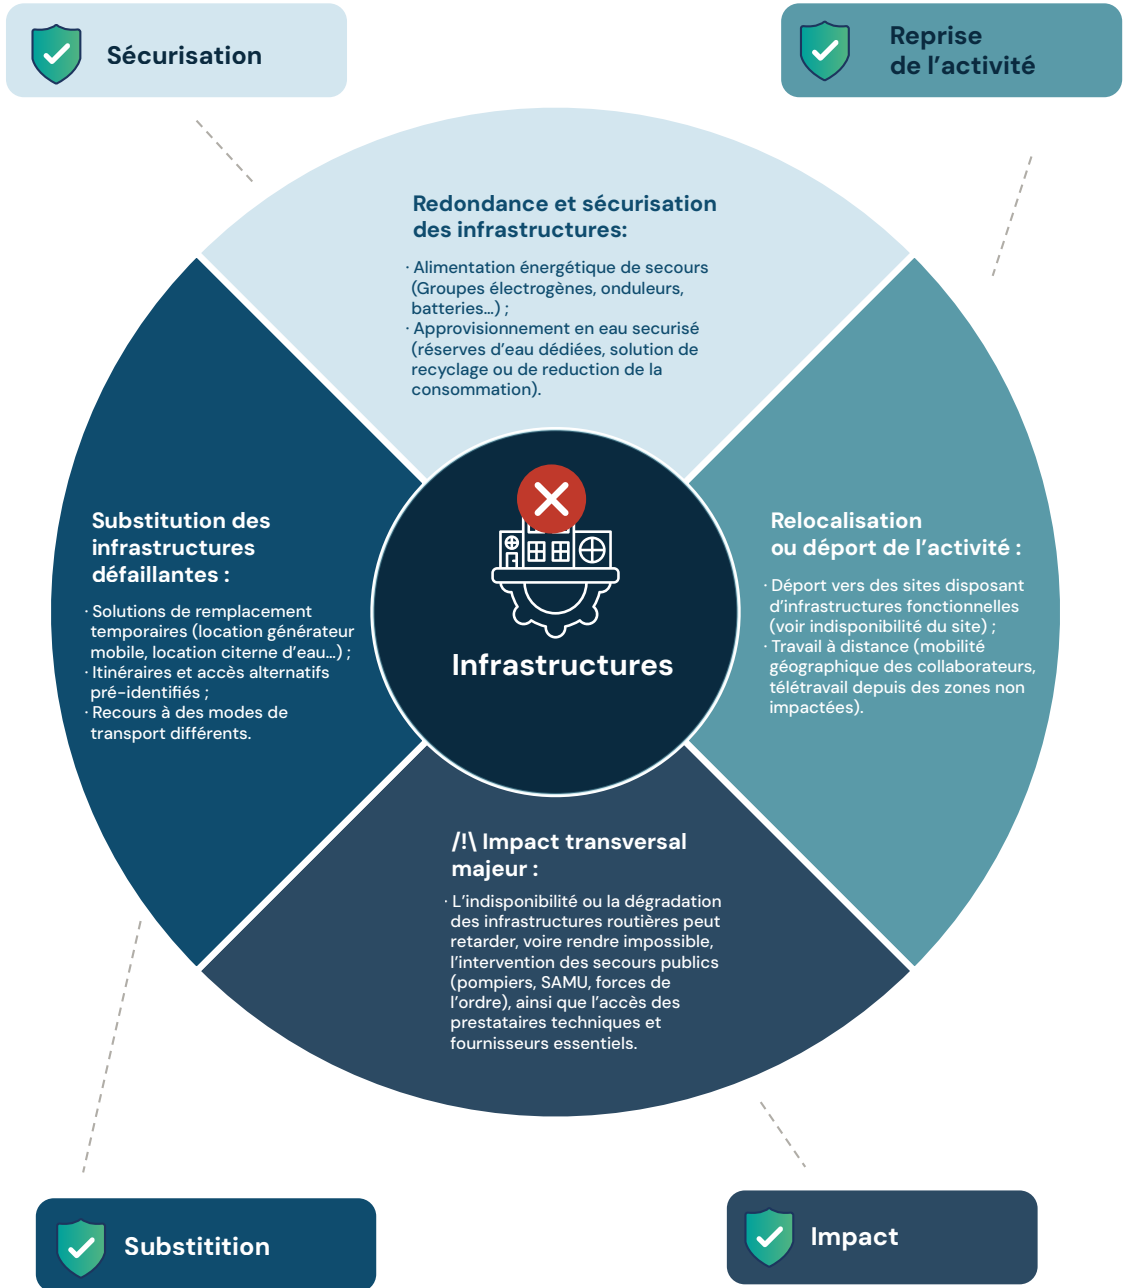 Sécurisation
Reprise
de l’activité
Redondance et sécurisation
des infrastructures:
· Alimentation énergétique de secours
(Groupes électrogènes, onduleurs,
batteries...) ;
· Approvisionnement en eau securisé
(réserves d’eau dédiées, solution de
recyclage ou de reduction de la
consommation).
Substitution des
infrastructures
défaillantes :
· Solutions de remplacement
temporaires (location générateur
mobile, location citerne d’eau...) ;
· Itinéraires et accès alternatifs
pré-identifiés ;
· Recours à des modes de
transport différents.
Infrastructures
Relocalisation
ou déport de l’activité :
· Déport vers des sites disposant
d’infrastructures fonctionnelles
(voir indisponibilité du site) ;
· Travail à distance (mobilité
géographique des collaborateurs,
télétravail depuis des zones non
impactées).
/!\ Impact transversal
majeur :
· L’indisponibilité ou la dégradation
des infrastructures routières peut
retarder, voire rendre impossible,
l’intervention des secours publics
(pompiers, SAMU, forces de
l’ordre), ainsi que l’accès des
prestataires techniques et
fournisseurs essentiels.
Substitition
Impact